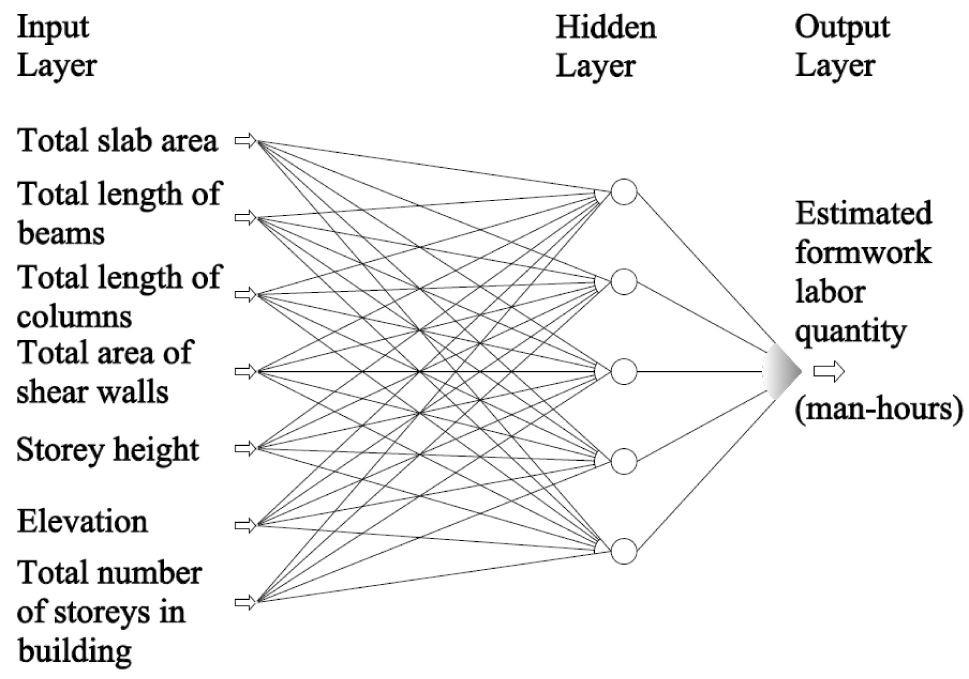 Input
Layer
Hidden
Layer
Output
Layer
Total slab area
Total length of
beams
Total length of
columns
Total area of
shear walls
Storey height
Elevation
Total number
of storeys in
building
Estimated
formwork
labor
quantity
(man-hours)